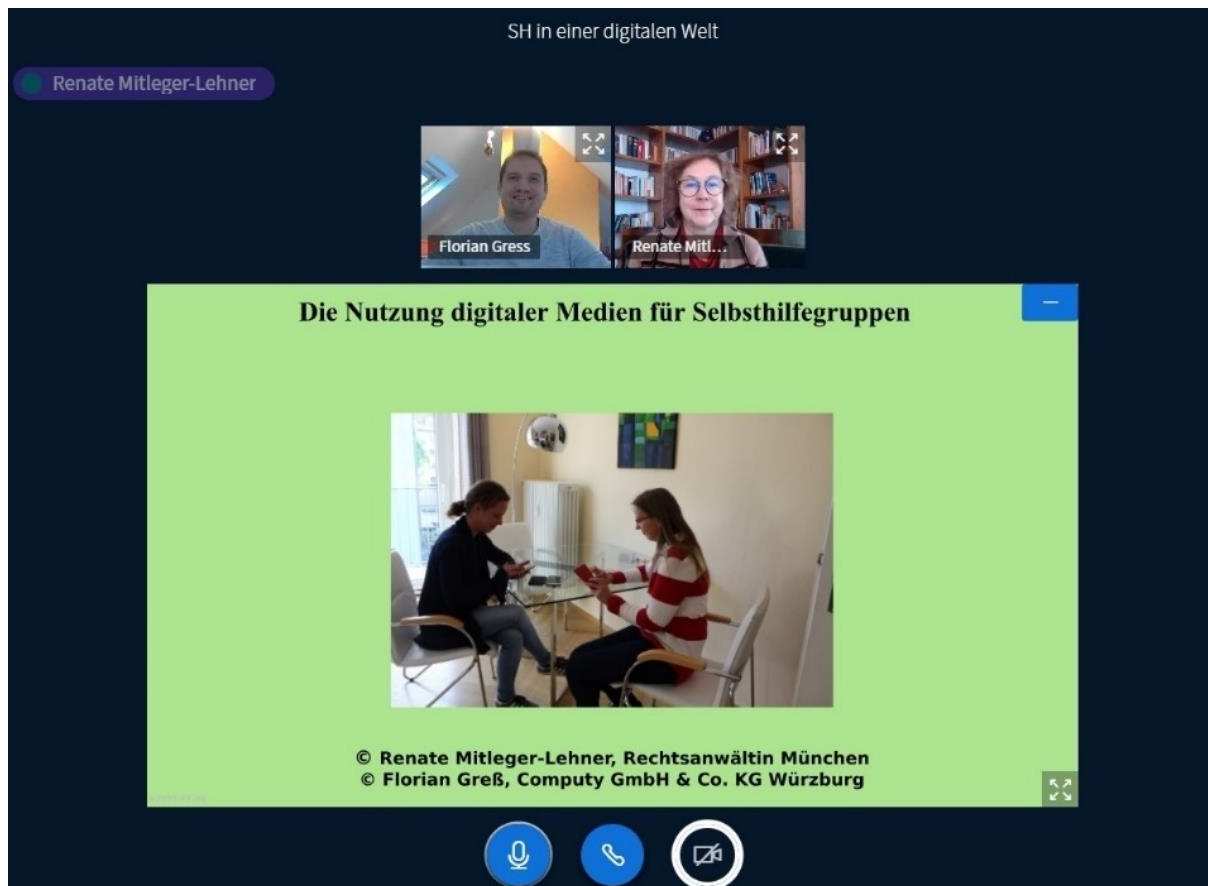 SH in einer digitalen Welt
Renate Mitleger-Lehner
Florian Gress
Renate Mitl...
Die Nutzung digitaler Medien für Selbsthilfegruppen
© Renate Mitleger-Lehner, Rechtsanwältin München
© Florian Greß, Computy GmbH & Co. KG Würzburg